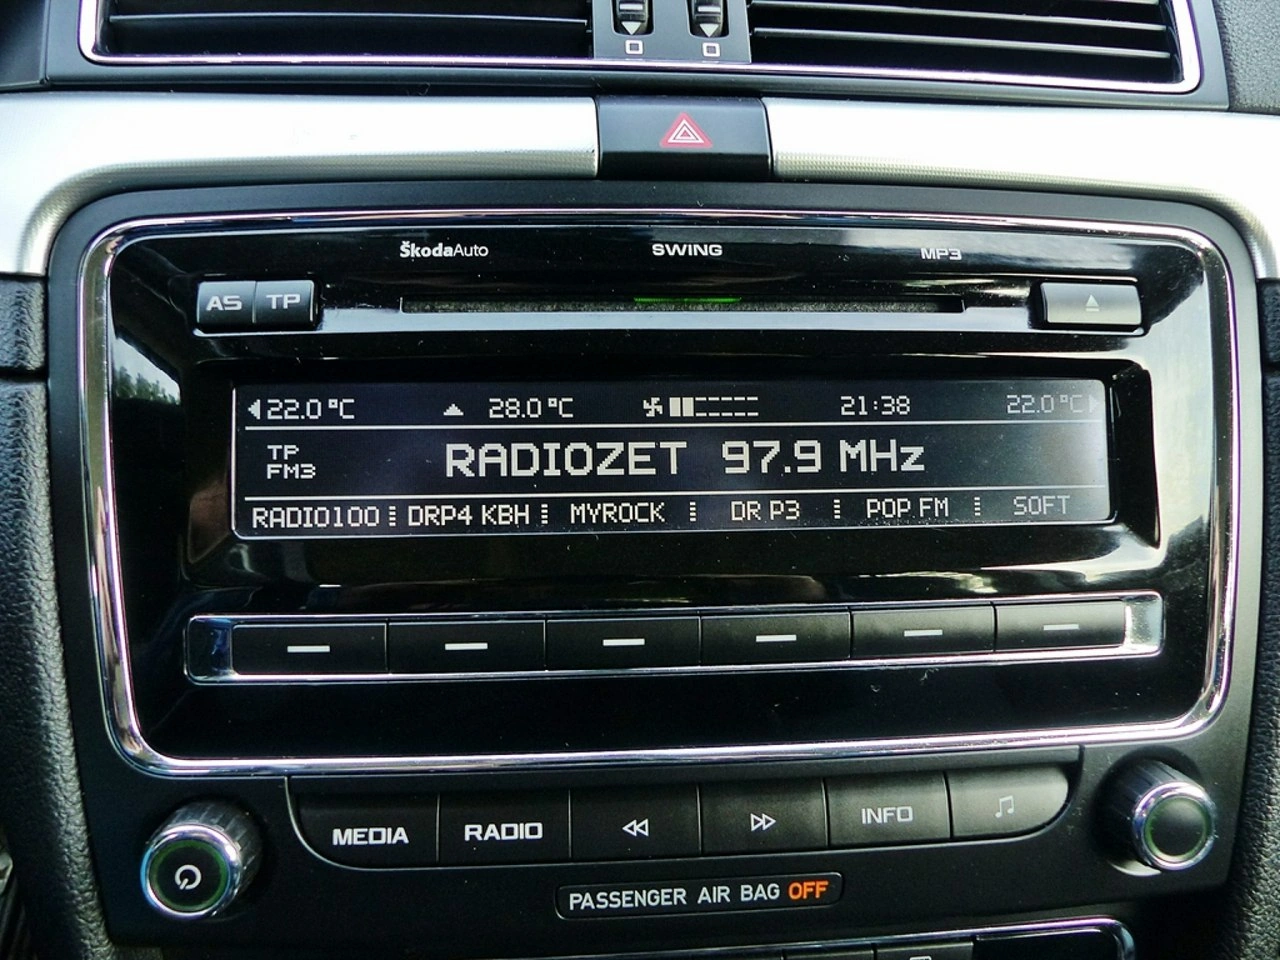 ŠkodaAuto SWING MP3
AS TP
22.0°C 28.0°C 21:38 22.0°C
TP
FM3
RADIOZET 97.9 MHz
RADIO100 DRP4 KBH MYROCK DR P3 POP FM SOFT
MEDIA RADIO INFO
PASSENGER AIR BAG OFF